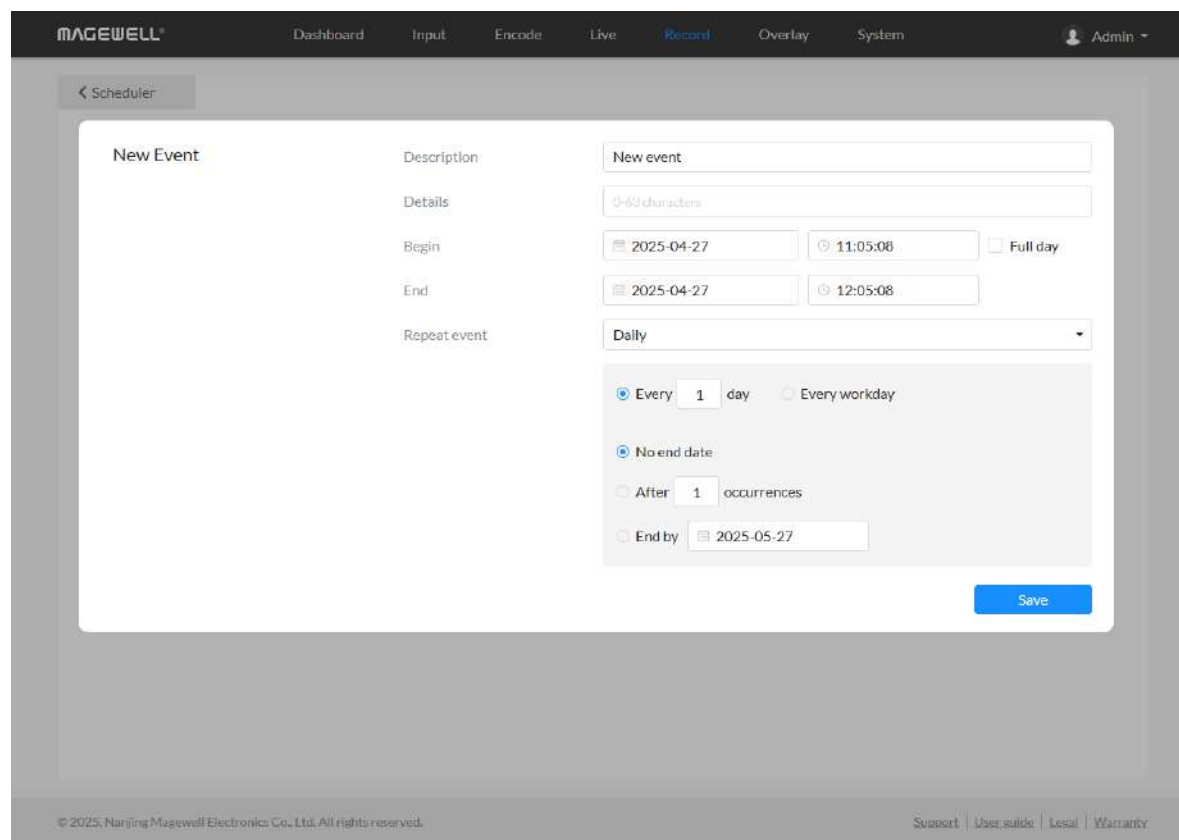 MAGEWELL® Dashboard Input Encode Live Record Overlay System Admin
Scheduler
New Event
Description New event
Details 0-63 characters
Begin 2025-04-27 11:05:08 Full day
End 2025-04-27 12:05:08
Repeat event Daily
Every 1 day Every workday
No end date
After 1 occurrences
End by 2025-05-27
Save
© 2025, Nanjing Magewell Electronics Co., Ltd. All rights reserved. Support | User guide | Legal | Warranty